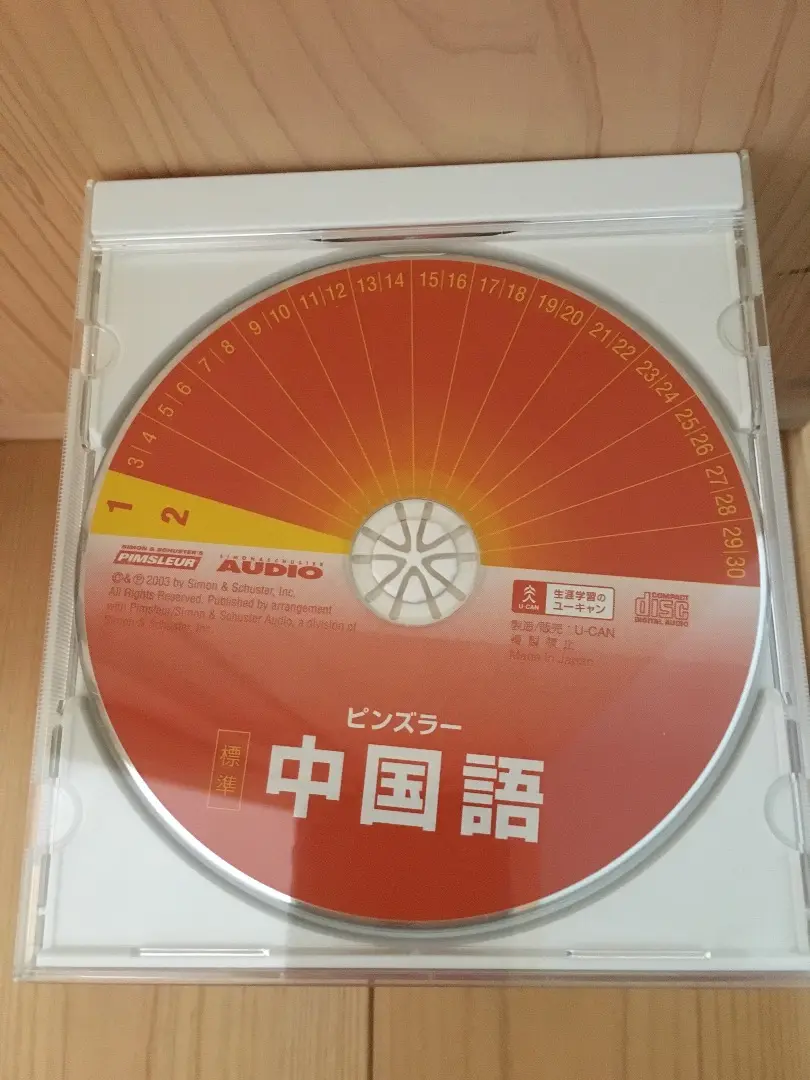 1 2
3|4
5|6
7|8
9|10
11|12
13|14
15|16
17|18
19|20
21|22
23|24
25|26
27|28
29|30
SIMON & SCHUSTER'S
PIMSLEUR
SIMON & SCHUSTER
AUDIO
©&Ⓟ 2003 by Simon & Schuster, Inc.
All Rights Reserved. Published by arrangement
with Pimsleur/Simon & Schuster Audio, a division of
Simon & Schuster, Inc.
U-CAN
生涯学習の
ユーキャン
COMPACT
disc
DIGITAL AUDIO
製造/販売:U-CAN
複製禁止
Made in Japan
ピンズラー
標準
中国語